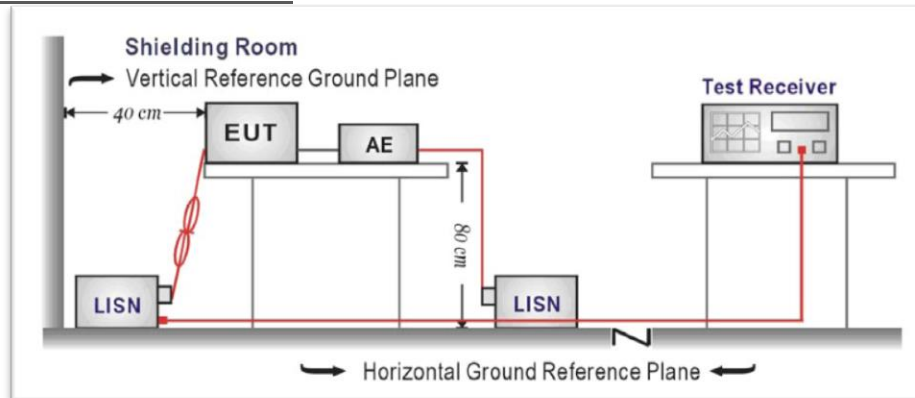 Shielding Room
Vertical Reference Ground Plane
Test Receiver
40 cm
EUT
AE
80 cm
LISN
LISN
Horizontal Ground Reference Plane